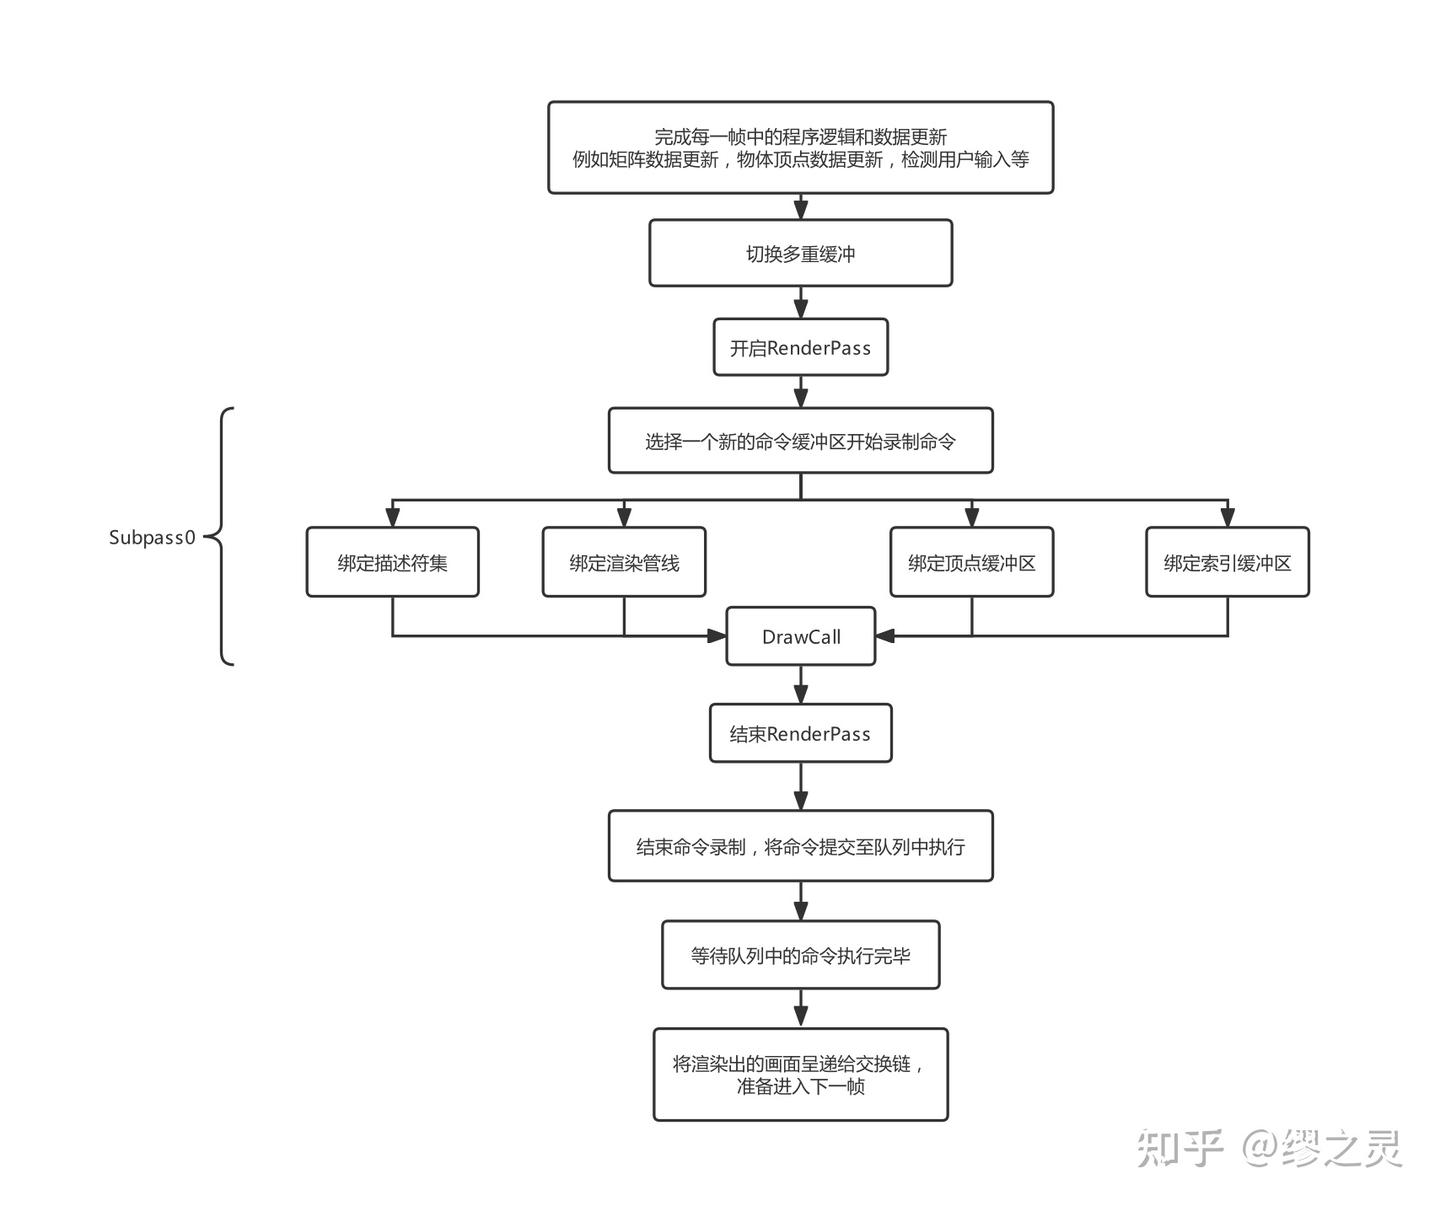 完成每一帧中的程序逻辑和数据更新
例如矩阵数据更新，物体顶点数据更新，检测用户输入等
切换多重缓冲
开启RenderPass
选择一个新的命令缓冲区开始录制命令
Subpass0
绑定描述符集
绑定渲染管线
绑定顶点缓冲区
绑定索引缓冲区
DrawCall
结束RenderPass
结束命令录制，将命令提交至队列中执行
等待队列中的命令执行完毕
将渲染出的画面呈递给交换链，
准备进入下一帧
知乎 @缪之灵